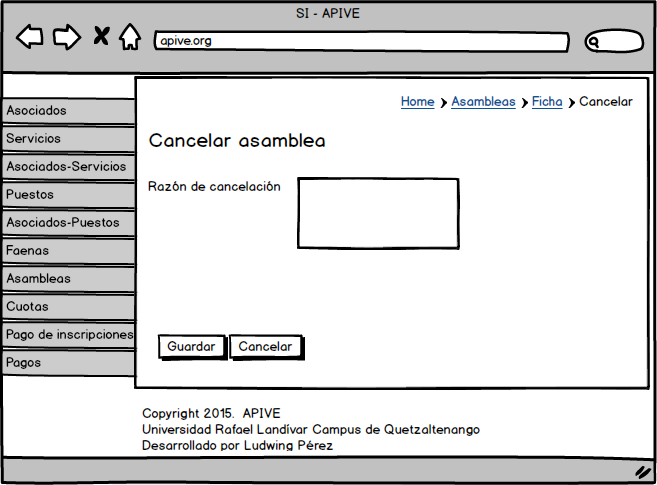 SI - APIVE
apive.org
Home Asambleas Ficha Cancelar
Asociados
Servicios
Asociados-Servicios
Puestos
Asociados-Puestos
Faenas
Asambleas
Cuotas
Pago de inscripciones
Pagos
Cancelar asamblea
Razón de cancelación
Guardar Cancelar
Copyright 2015. APIVE
Universidad Rafael Landívar Campus de Quetzaltenango
Desarrollado por Ludwing Pérez